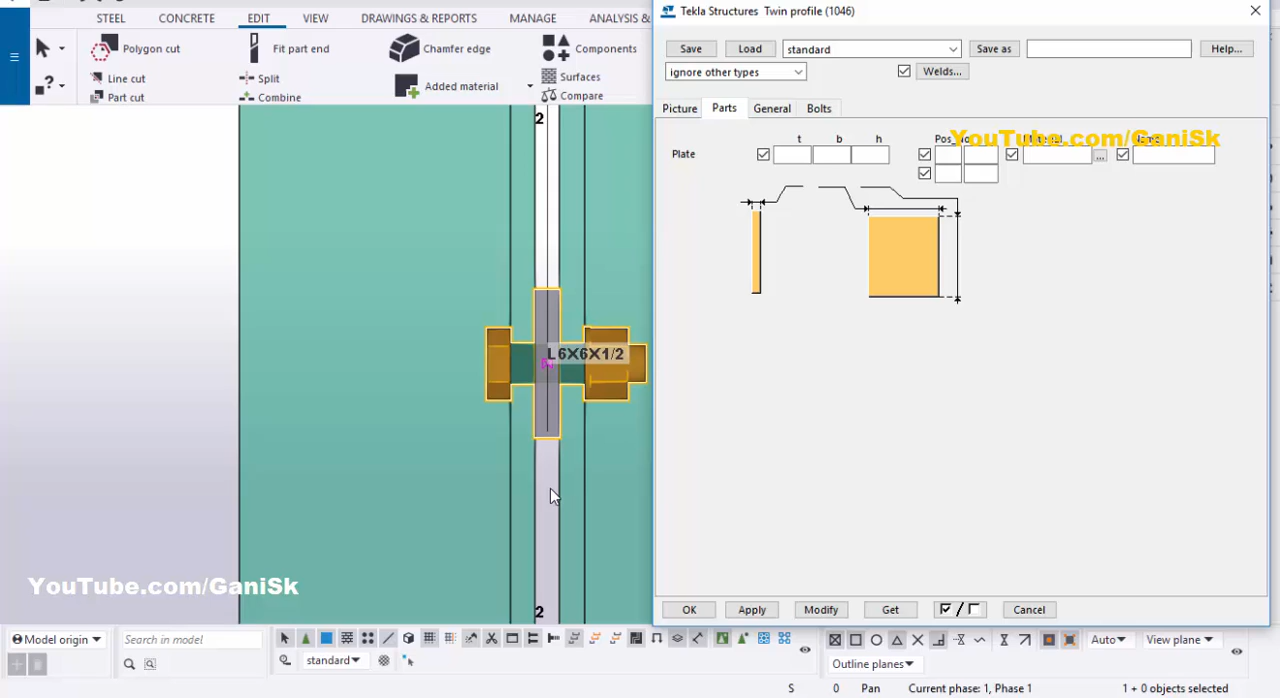 STEEL CONCRETE EDIT VIEW DRAWINGS & REPORTS MANAGE ANALYSIS &
Polygon cut Fit part end Chamfer edge Components
Line cut Split Surfaces
Part cut Combine Added material Compare
Tekla Structures Twin profile (1046)
Save Load standard Save as Help...
ignore other types Welds...
Picture Parts General Bolts
t b h Name
Plate ...
YouTube.com/GaniSk
2
L6X6X1/2
2
YouTube.com/GaniSk
OK Apply Modify Get / Cancel
Model origin Search in model
standard
Auto View plane
Outline planes
S 0 Pan Current phase: 1, Phase 1 1 + 0 objects selected